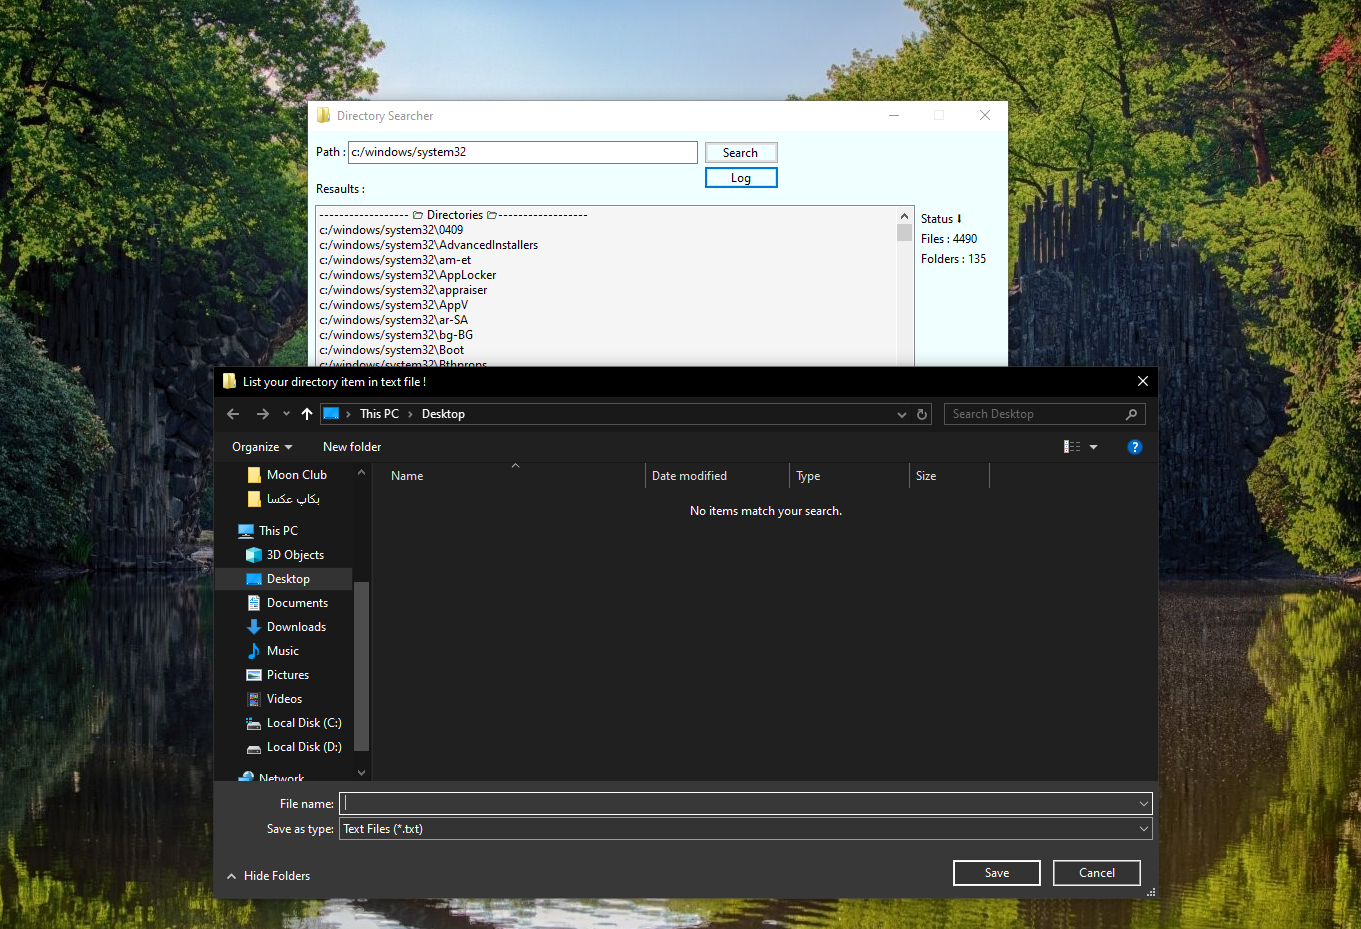 Directory Searcher
Path : c:/windows/system32
Search
Log
Resaults :
------------------- 🗁 Directories 🗁-------------------
c:/windows/system32\0409
c:/windows/system32\AdvancedInstallers
c:/windows/system32\am-et
c:/windows/system32\AppLocker
c:/windows/system32\appraiser
c:/windows/system32\AppV
c:/windows/system32\ar-SA
c:/windows/system32\bg-BG
c:/windows/system32\Boot
c:/windows/system32\Bthprops
Status ⬇
Files : 4490
Folders : 135
List your directory item in text file !
This PC > Desktop
Search Desktop
Organize
New folder
?
Moon Club
بکاپ عکسا
This PC
3D Objects
Desktop
Documents
Downloads
Music
Pictures
Videos
Local Disk (C:)
Local Disk (D:)
Network
Name
Date modified
Type
Size
No items match your search.
File name:
Save as type: Text Files (*.txt)
Hide Folders
Save
Cancel